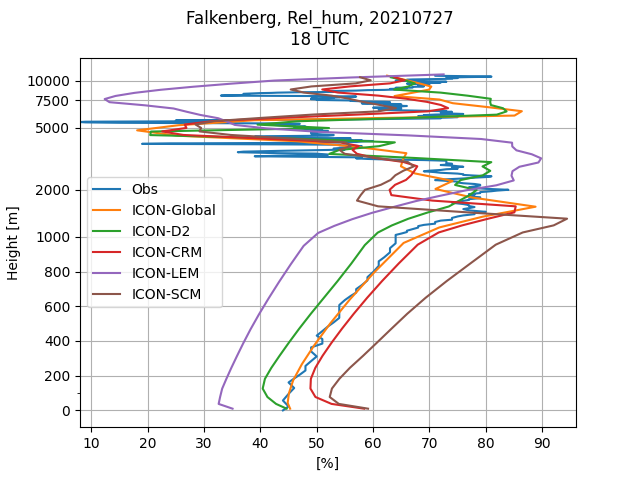 Falkenberg, Rel_hum, 20210727
18 UTC
10000
7500
5000
2000
1000
800
600
400
200
0
Height [m]
Obs
ICON-Global
ICON-D2
ICON-CRM
ICON-LEM
ICON-SCM
10 20 30 40 50 60 70 80 90
[%]